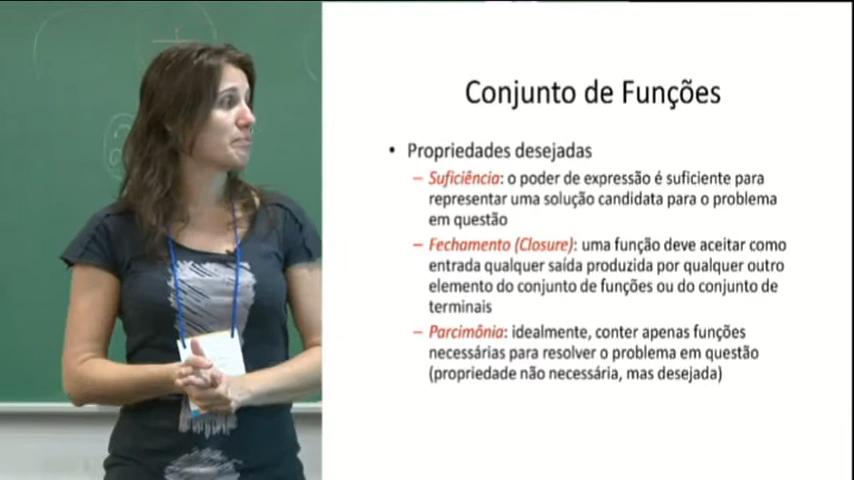 Conjunto de Funções
• Propriedades desejadas
– Suficiência: o poder de expressão é suficiente para
representar uma solução candidata para o problema
em questão
– Fechamento (Closure): uma função deve aceitar como
entrada qualquer saída produzida por qualquer outro
elemento do conjunto de funções ou do conjunto de
terminais
– Parcimônia: idealmente, conter apenas funções
necessárias para resolver o problema em questão
(propriedade não necessária, mas desejada)